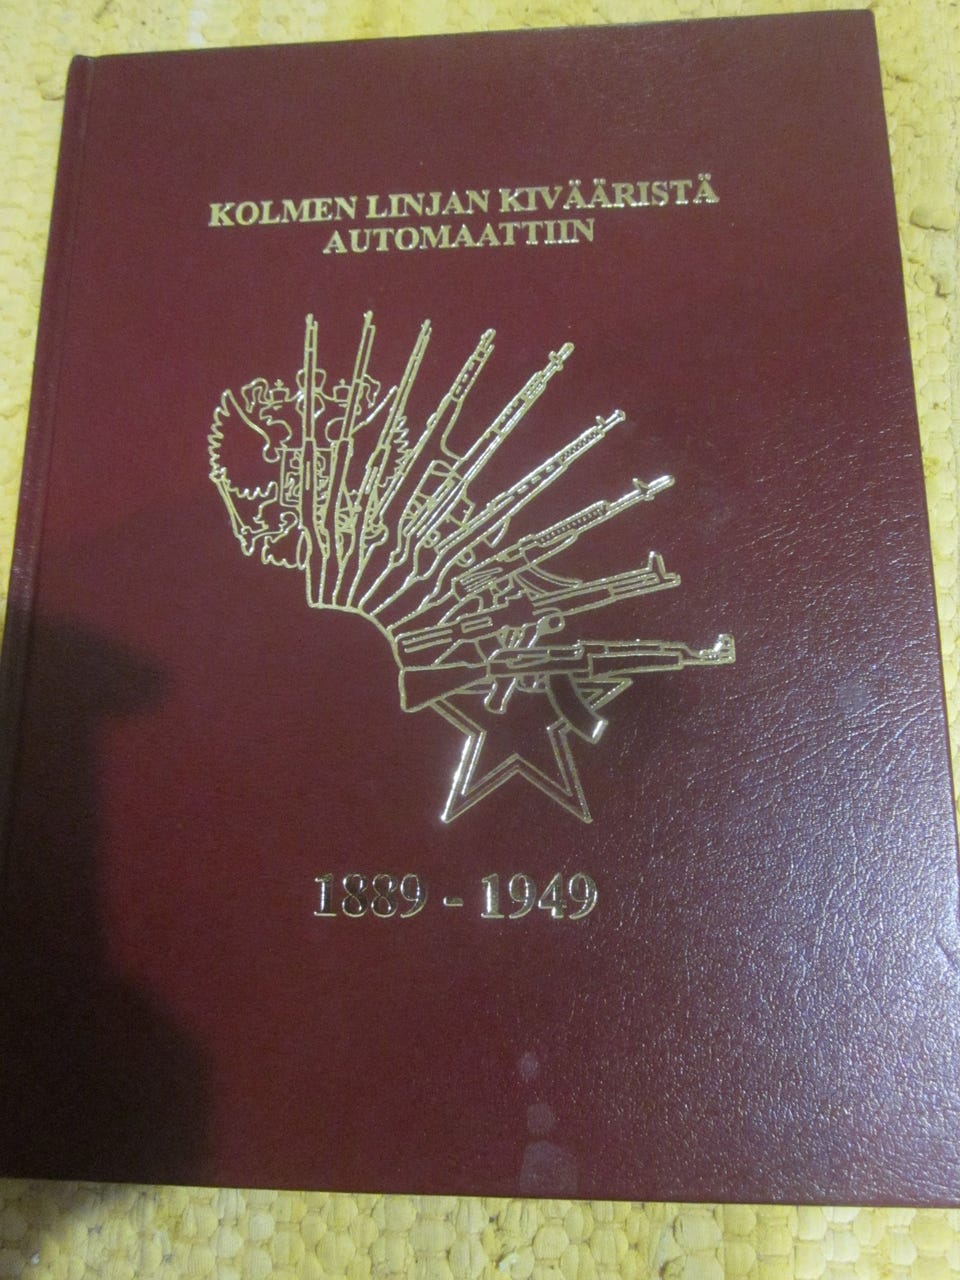 KOLMEN LINJAN KIVÄÄRISTÄ
AUTOMAATTIIN
1889 - 1949